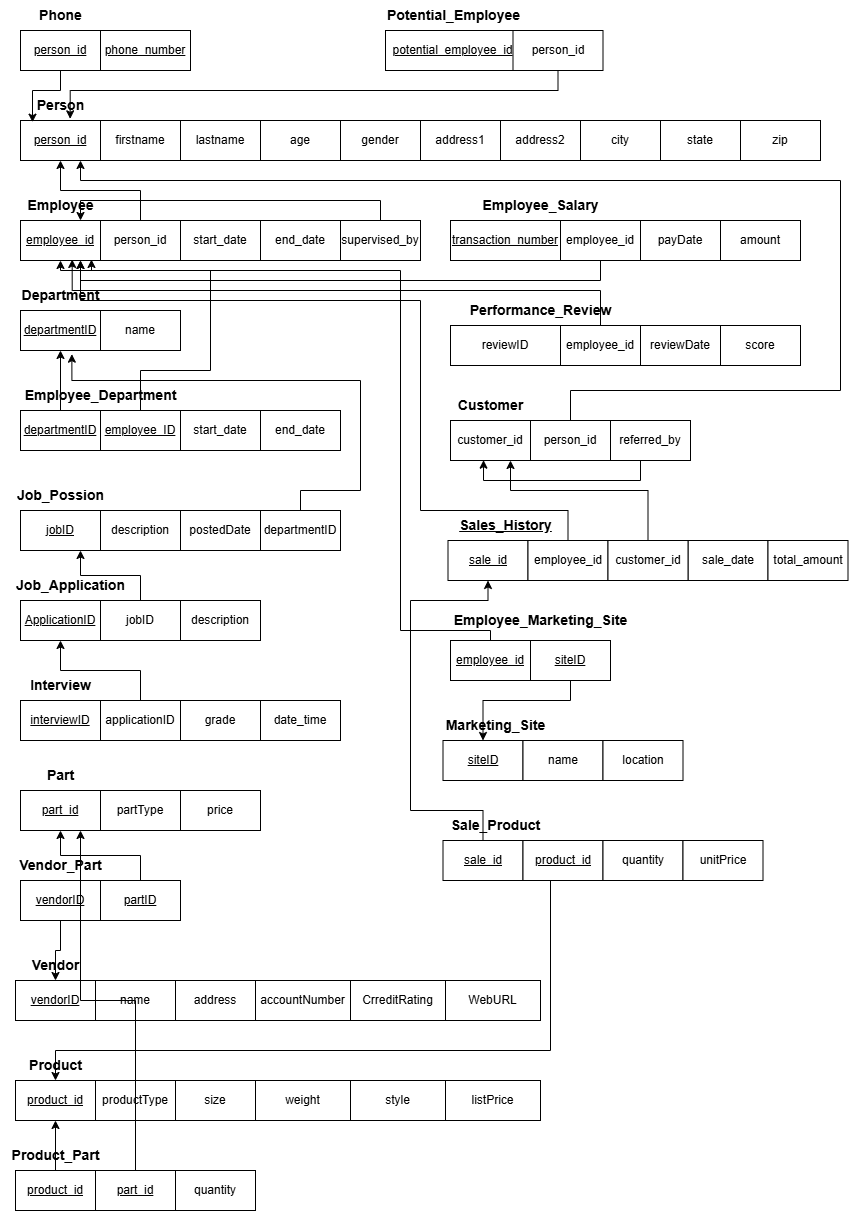 Phone
person_id phone_number
Potential_Employee
potential_employee_id person_id
Person
person_id firstname lastname age gender address1 address2 city state zip
Employee
employee_id person_id start_date end_date supervised_by
Employee_Salary
transaction_number employee_id payDate amount
Department
departmentID name
Performance_Review
reviewID employee_id reviewDate score
Employee_Department
departmentID employee_ID start_date end_date
Customer
customer_id person_id referred_by
Job_Possion
jobID description postedDate departmentID
Sales_History
sale_id employee_id customer_id sale_date total_amount
Job_Application
ApplicationID jobID description
Employee_Marketing_Site
employee_id siteID
Interview
interviewID applicationID grade date_time
Marketing_Site
siteID name location
Part
part_id partType price
Sale_Product
sale_id product_id quantity unitPrice
Vendor_Part
vendorID partID
Vendor
vendorID name address accountNumber CrreditRating WebURL
Product
product_id productType size weight style listPrice
Product_Part
product_id part_id quantity